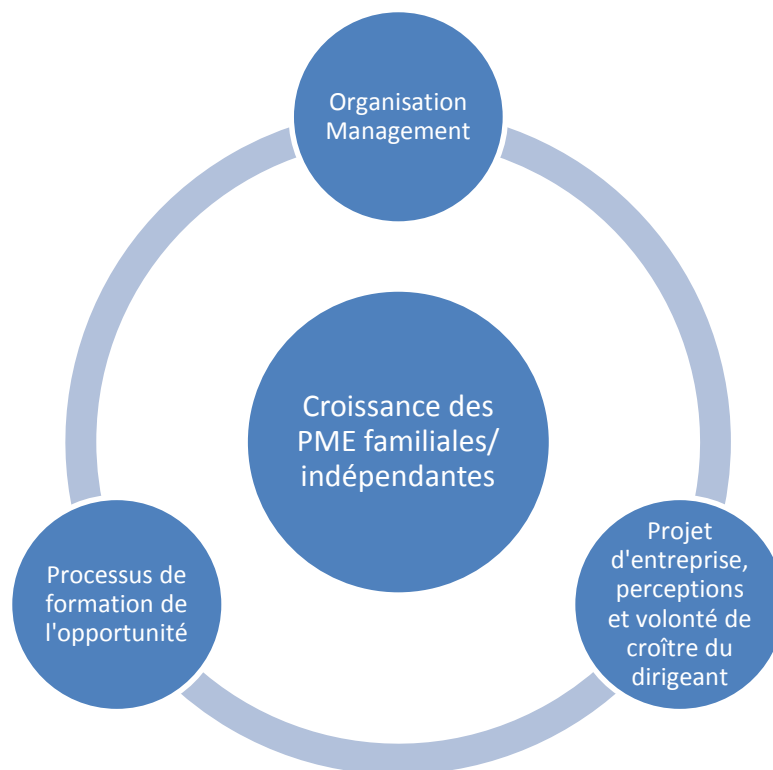 Organisation
Management
Croissance des
PME familiales/
indépendantes
Processus de
formation de
l'opportunité
Projet
d'entreprise,
perceptions
et volonté de
croître du
dirigeant